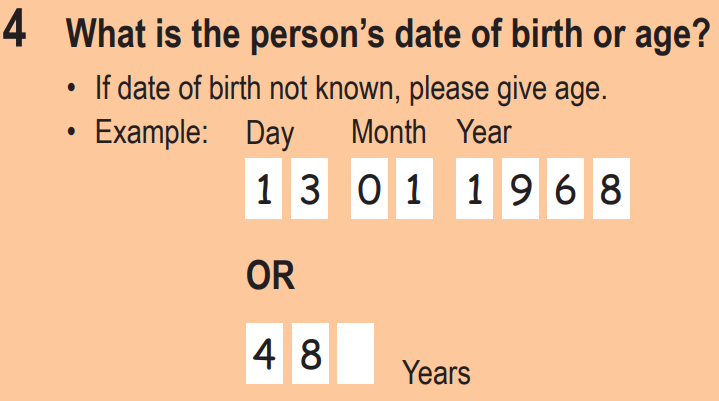 4 What is the person's date of birth or age?
• If date of birth not known, please give age.
• Example: Day Month Year
1 3 0 1 1 9 6 8
OR
4 8 Years